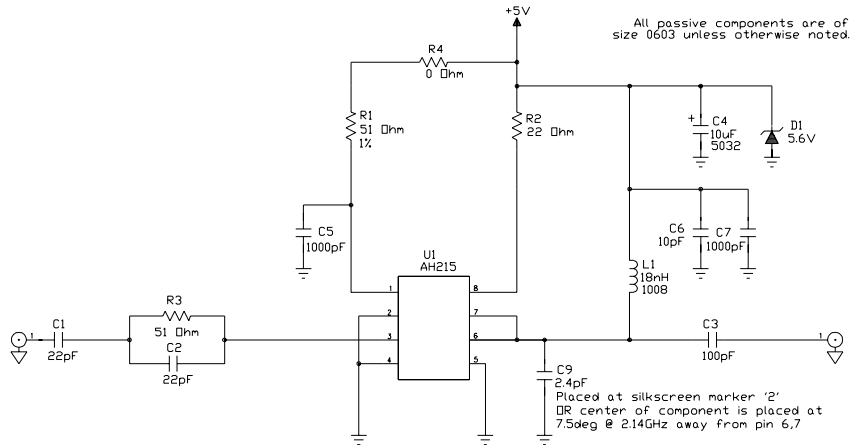 +5V
All passive components are of
size 0603 unless otherwise noted.
R4
0 Ohm
R1
51 Ohm
1%
R2
22 Ohm
+
C4
10uF
5032
D1
5.6V
C5
1000pF
C6
10pF
C7
1000pF
U1
AH215
L1
18nH
1008
1
8
2
7
3
6
4
5
R3
51 Ohm
C1
22pF
1
C2
22pF
C3
100pF
1
C9
2.4pF
Placed at silkscreen marker '2'
OR center of component is placed at
7.5deg @ 2.14GHz away from pin 6,7